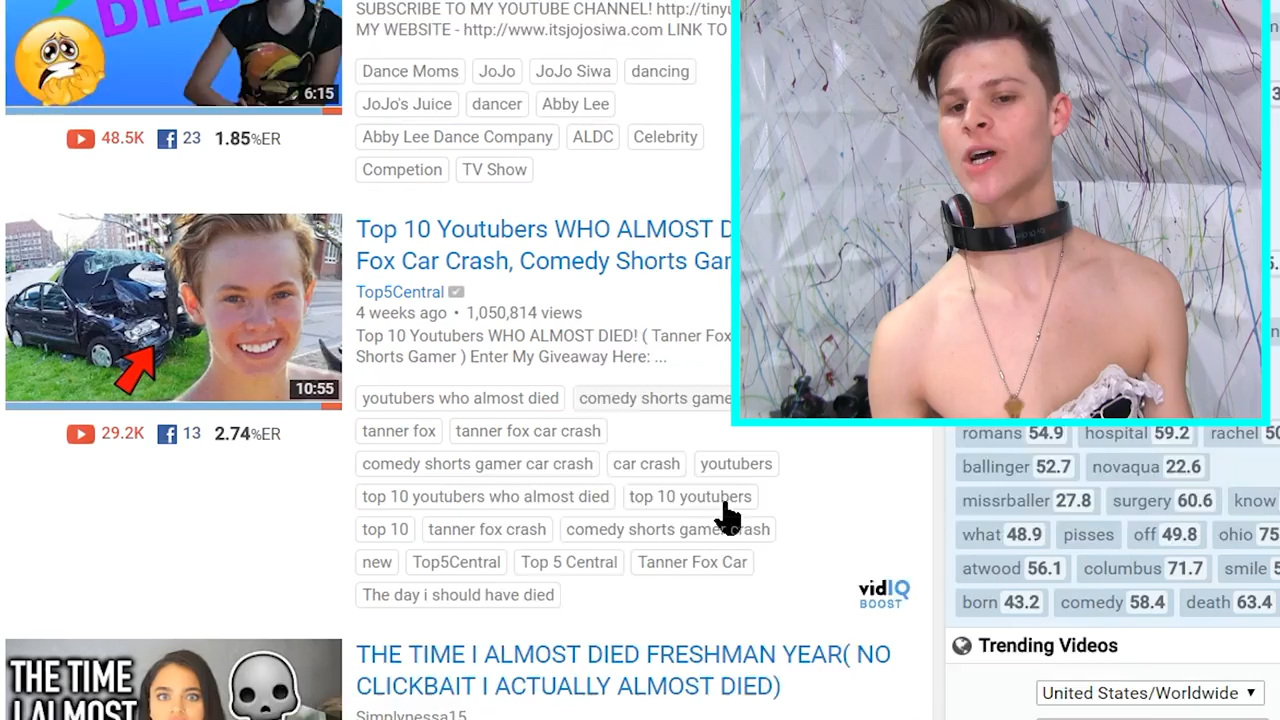 DIED
6:15
48.5K 23 1.85%ER
SUBSCRIBE TO MY YOUTUBE CHANNEL!
MY WEBSITE - http://www.itsjojosiwa.com LINK TO
Dance Moms JoJo JoJo Siwa dancing
JoJo's Juice dancer Abby Lee
Abby Lee Dance Company ALDC Celebrity
Competion TV Show
10:55
29.2K 13 2.74%ER
Top 10 Youtubers WHO ALMOST D
Fox Car Crash, Comedy Shorts Gar
Top5Central
4 weeks ago • 1,050,814 views
Top 10 Youtubers WHO ALMOST DIED! ( Tanner Fox
Shorts Gamer ) Enter My Giveaway Here: ...
youtubers who almost died comedy shorts game
tanner fox tanner fox car crash
comedy shorts gamer car crash car crash youtubers
top 10 youtubers who almost died top 10 youtubers
top 10 tanner fox crash comedy shorts gamer crash
new Top5Central Top 5 Central Tanner Fox Car
The day i should have died
vidIQ
BOOST
THE TIME
I ALMOST
THE TIME I ALMOST DIED FRESHMAN YEAR( NO
CLICKBAIT I ACTUALLY ALMOST DIED)
Simplynessa15
romans 54.9 hospital 59.2 rachel
ballinger 52.7 novaqua 22.6
missrballer 27.8 surgery 60.6 know
what 48.9 pisses off 49.8 ohio 75
atwood 56.1 columbus 71.7 smile
born 43.2 comedy 58.4 death 63.4
Trending Videos
United States/Worldwide ▼